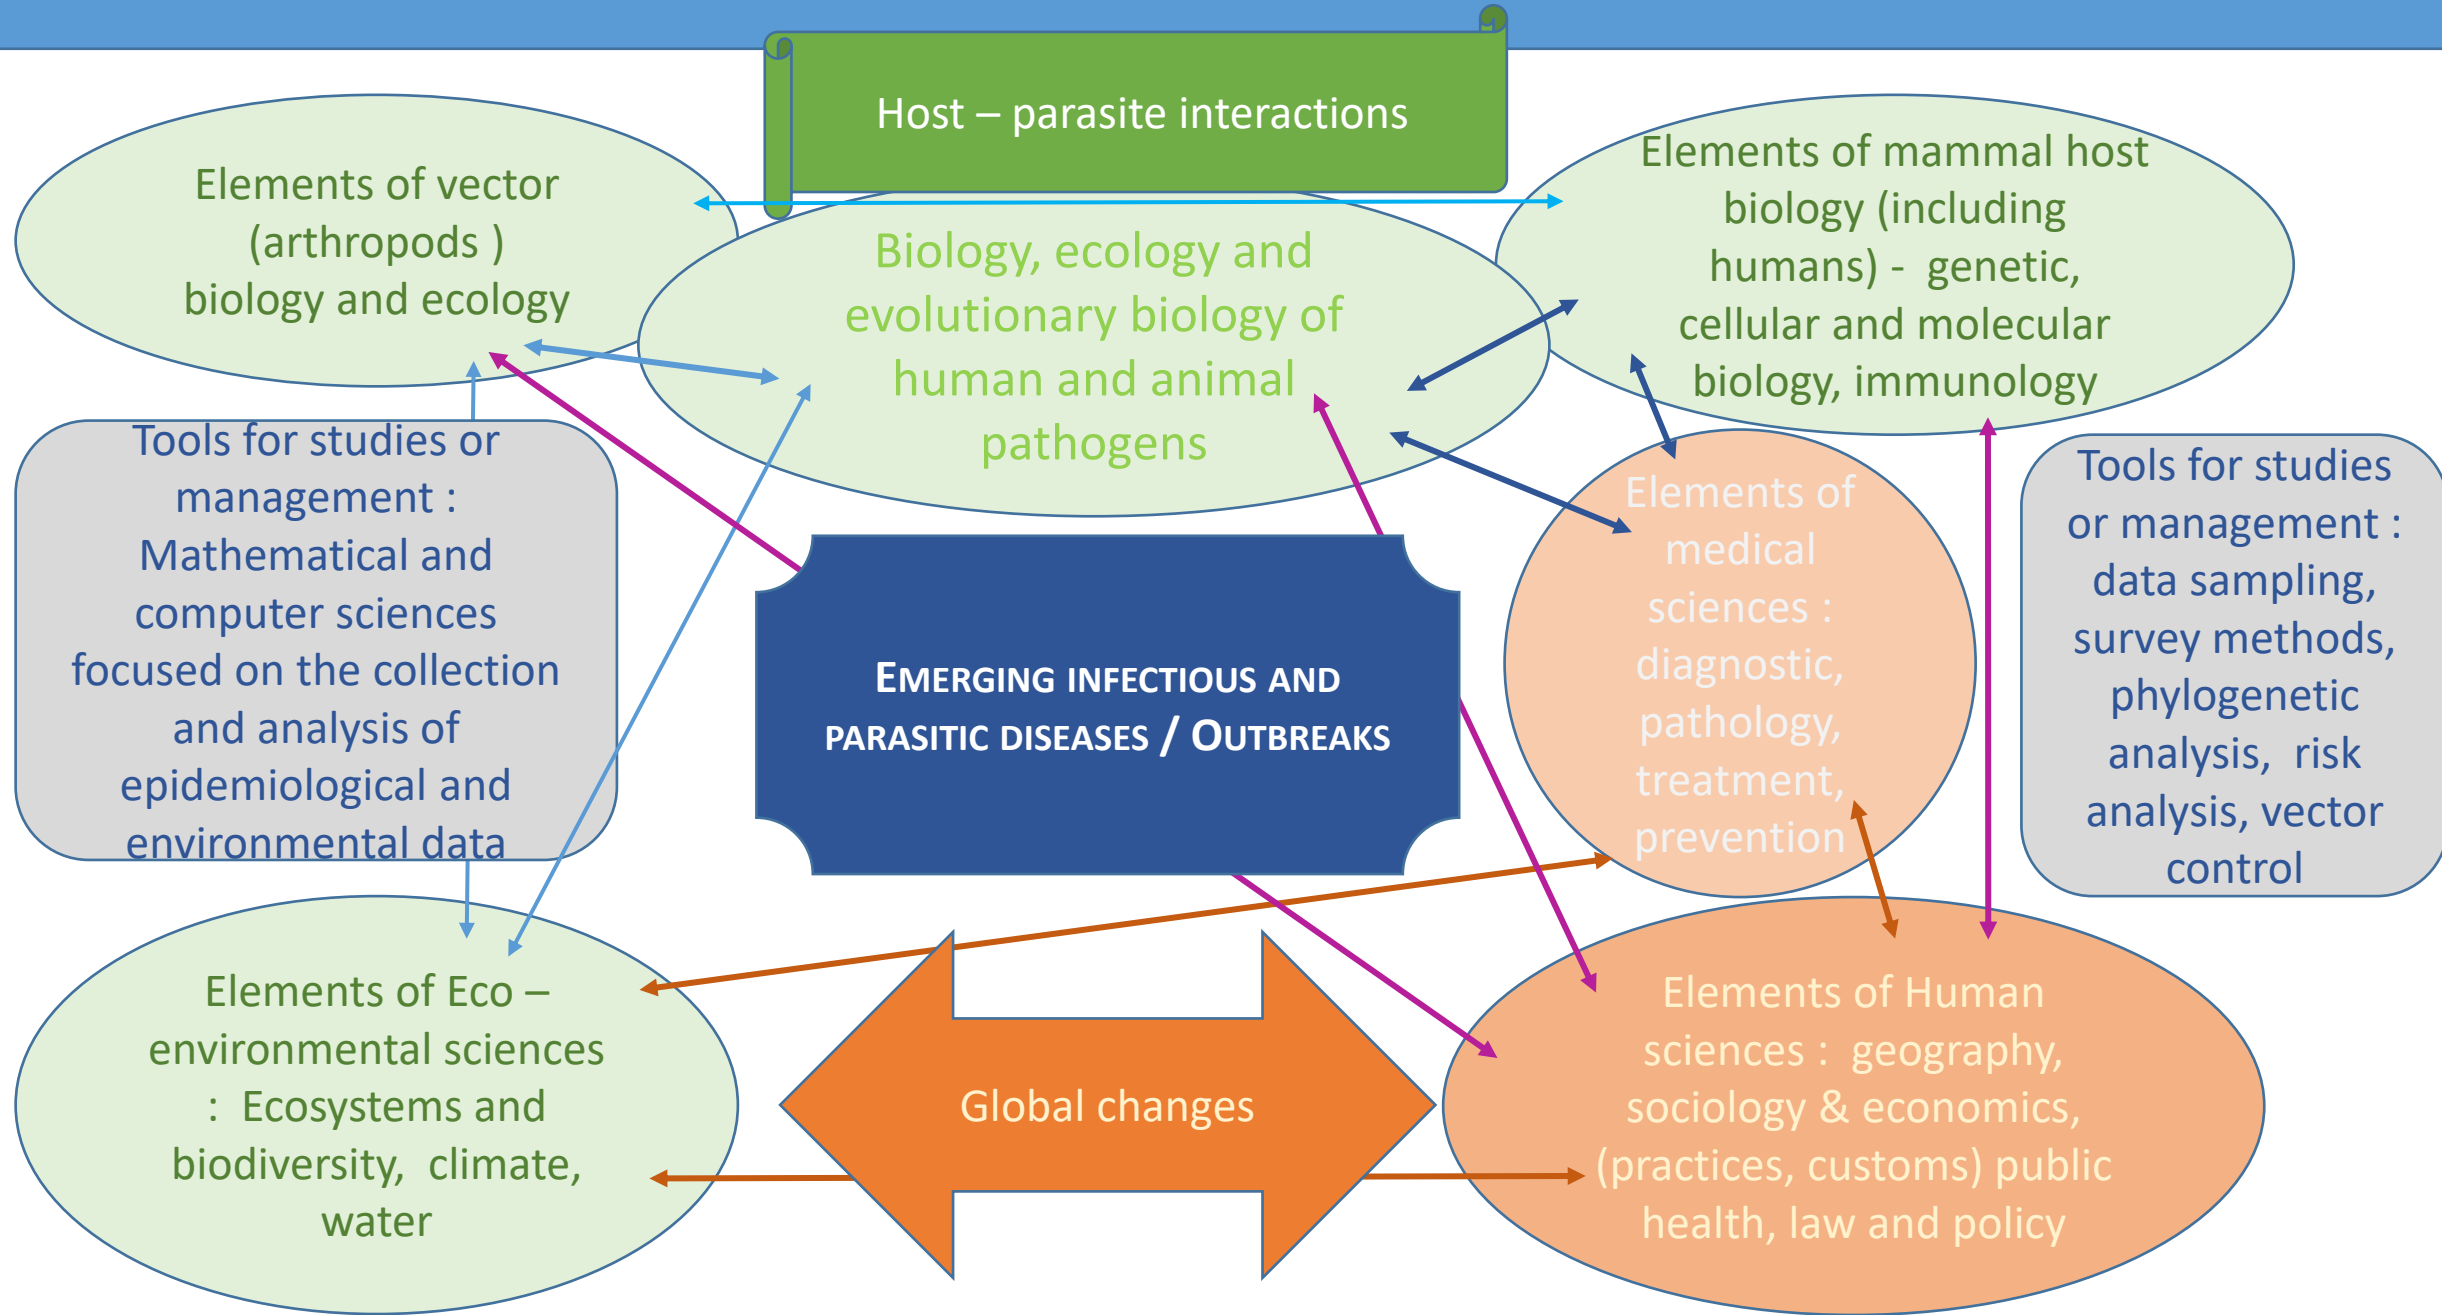 Host – parasite interactions
Elements of vector
(arthropods )
biology and ecology
Biology, ecology and
evolutionary biology of
human and animal
pathogens
Elements of mammal host
biology (including
humans) - genetic,
cellular and molecular
biology, immunology
Tools for studies or
management :
Mathematical and
computer sciences
focused on the collection
and analysis of
epidemiological and
environmental data
EMERGING INFECTIOUS AND
PARASITIC DISEASES / OUTBREAKS
Elements of
medical
sciences :
diagnostic,
pathology,
treatment,
prevention
Tools for studies
or management :
data sampling,
survey methods,
phylogenetic
analysis, risk
analysis, vector
control
Elements of Eco –
environmental sciences
: Ecosystems and
biodiversity, climate,
water
Global changes
Elements of Human
sciences : geography,
sociology & economics,
(practices, customs) public
health, law and policy